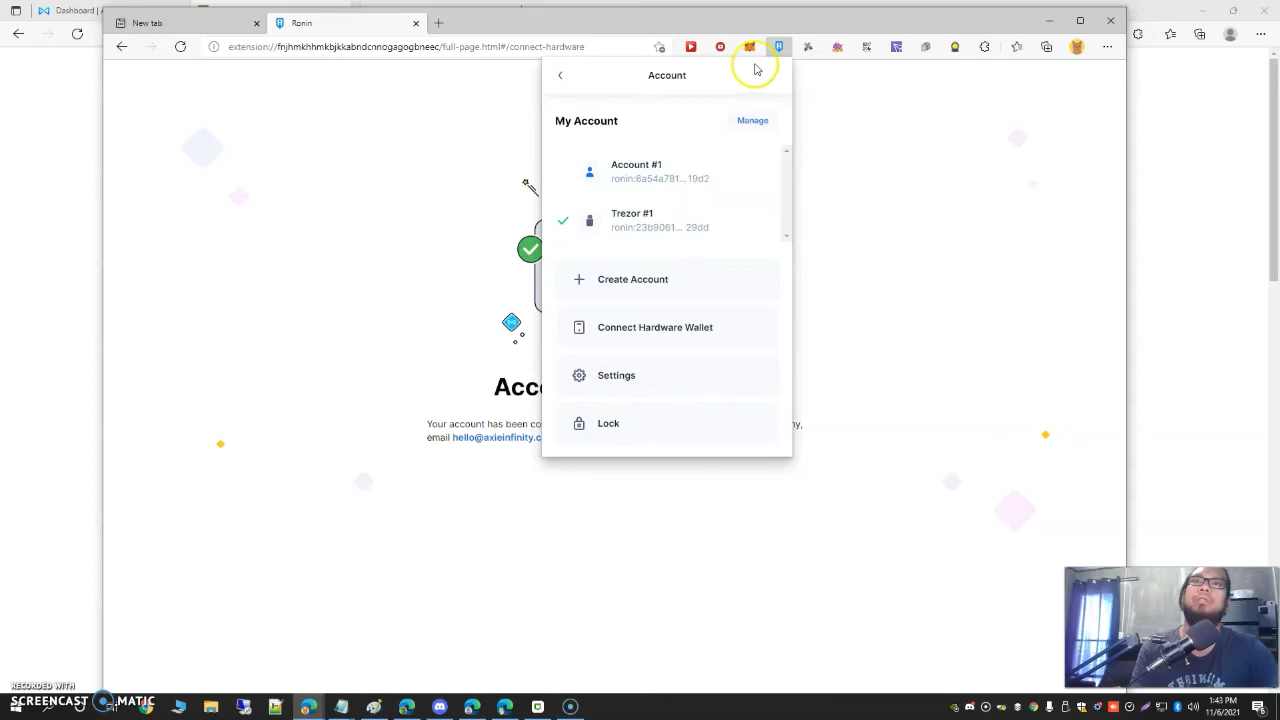 Dashboard | A
New tab
Ronin
extension://fnjhmkhhmkbjkkabndcnnogagogbneec/full-page.html#/connect-hardware
Account
My Account
Manage
Account #1
ronin:6a54a781... 19d2
Trezor #1
ronin:23b9061... 29dd
Create Account
Connect Hardware Wallet
Settings
Lock
Acco
Your account has been co
ny,
email hello@axieinfinity.c
RECORDED WITH
SCREENCAST MATIC
1:43 PM
11/6/2021